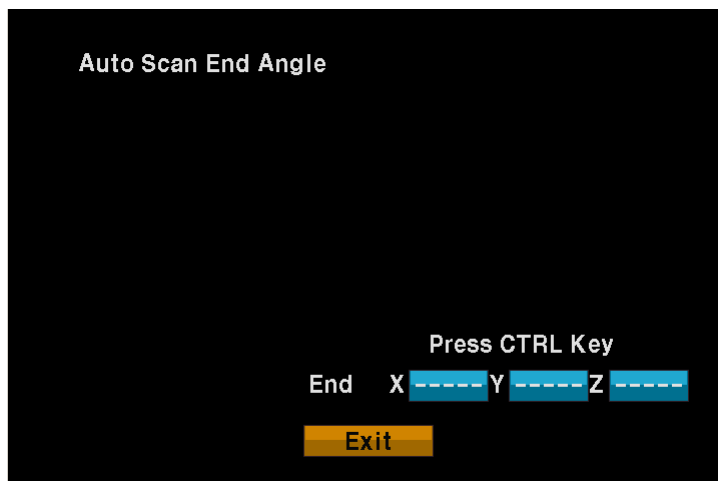 Auto Scan End Angle
Press CTRL Key
End X ----- Y ----- Z -----
Exit